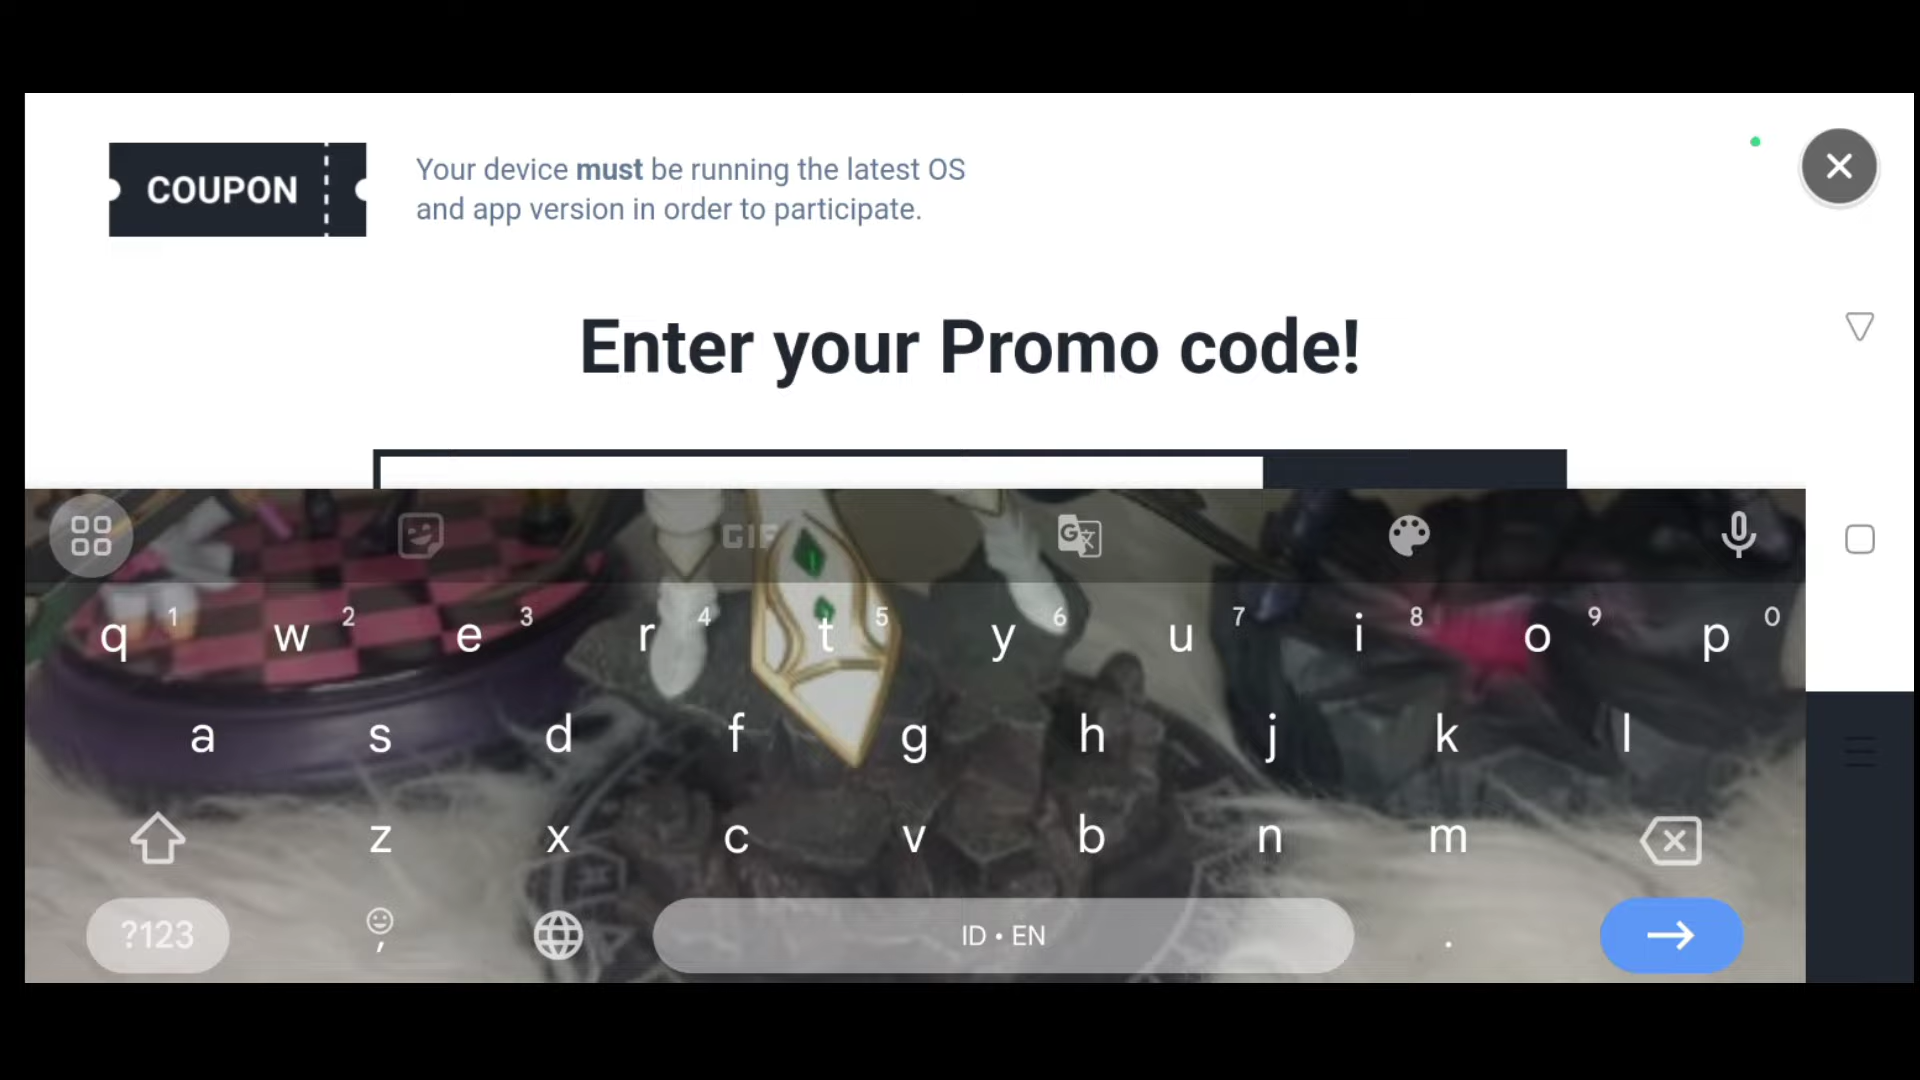 COUPON
Your device must be running the latest OS
and app version in order to participate.
Enter your Promo code!
GIF
G
q 1 w 2 e 3 r 4 t 5 y 6 u 7 i 8 o 9 p 0
a s d f g h j k l
z x c v b n m
?123 , ID • EN .